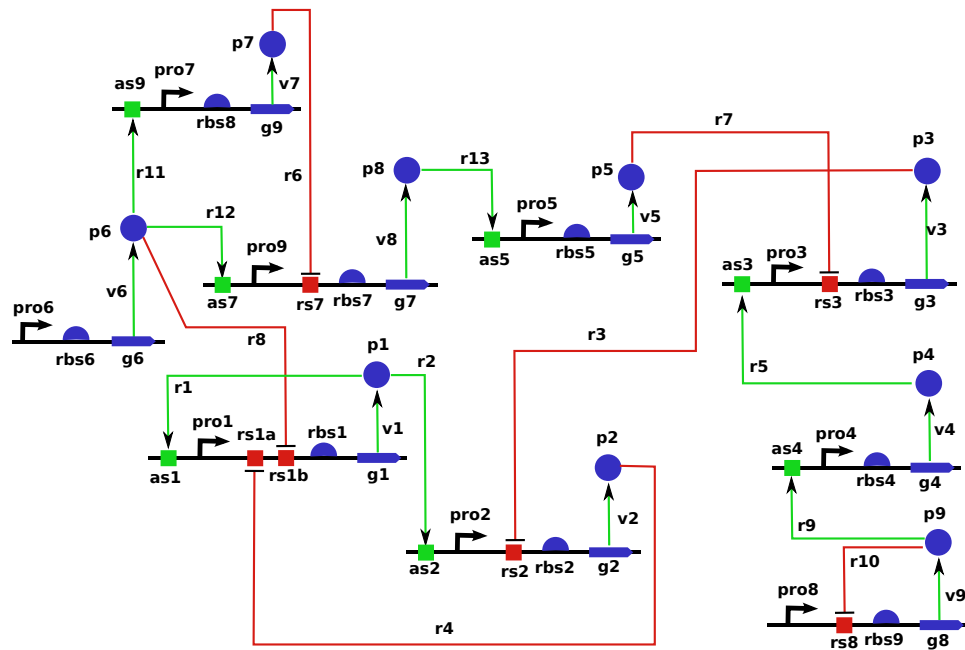 p7
pro7
as9
v7
rbs8
g9
r7
p3
r13
p8
p5
r11
r6
r12
p6
pro9
v8
pro5
v5
v3
as5
rbs5
g5
as3
pro3
v6
as7
rs7
rbs7
g7
rs3
rbs3
g3
pro6
rbs6
g6
r8
p1
r2
r3
r1
r5
p4
pro1
rs1a
rbs1
v1
as1
rs1b
g1
p2
as4
pro4
v4
rbs4
g4
pro2
v2
as2
rs2
rbs2
g2
r9
p9
r10
pro8
v9
r4
rs8
rbs9
g8